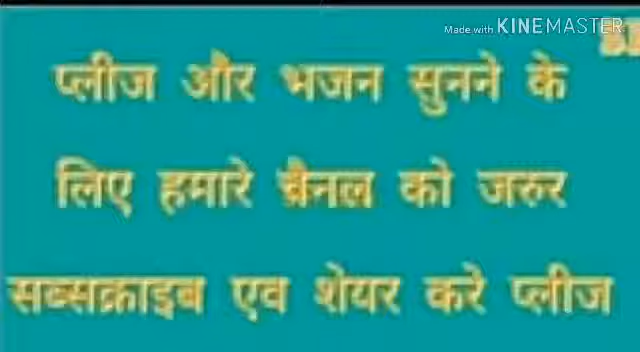 Made with KINEMASTER
प्लीज और भजन सुनने के
लिए हमारे चैनल को जरुर
सब्सक्राइब एव शेयर करे प्लीज